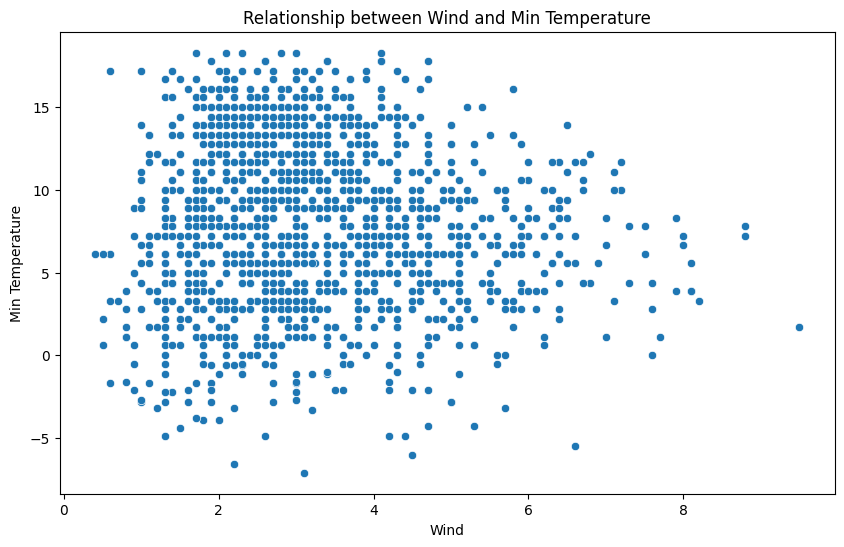 Relationship between Wind and Min Temperature
Min Temperature
15
10
5
0
−5
0 2 4 6 8
Wind